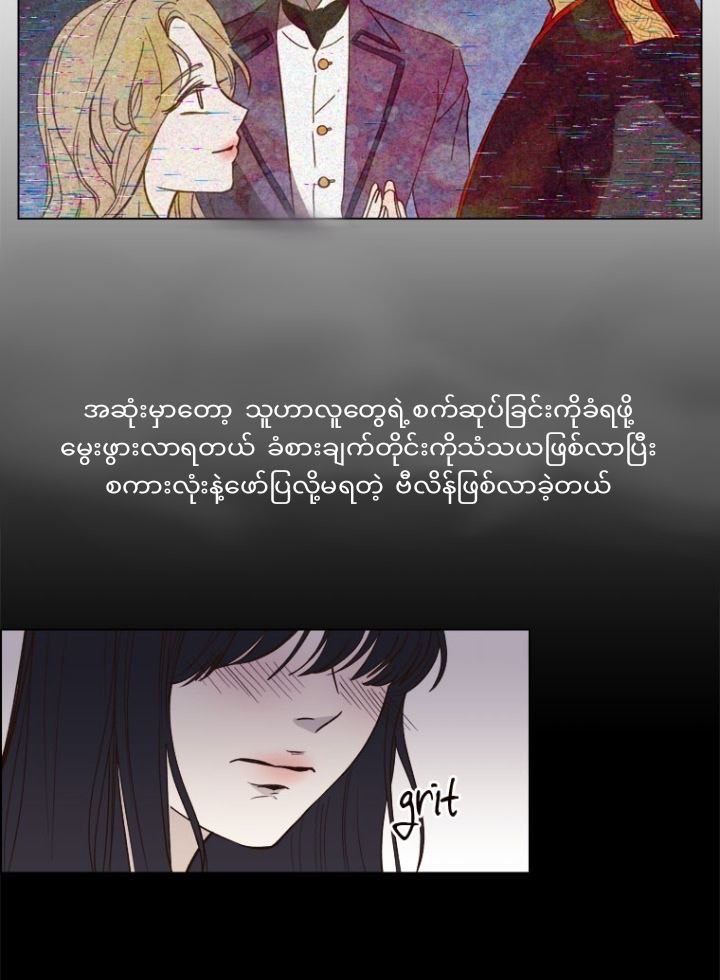 အဆုံးမှာတော့ သူဟာလူတွေရဲ့စက်ဆုပ်ခြင်းကိုခံရဖို့
မွေးဖွားလာရတယ် ခံစားချက်တိုင်းကိုသံသယဖြစ်လာပြီး
စကားလုံးနဲ့ဖော်ပြလို့မရတဲ့ ဗီလိန်ဖြစ်လာခဲ့တယ်
grit